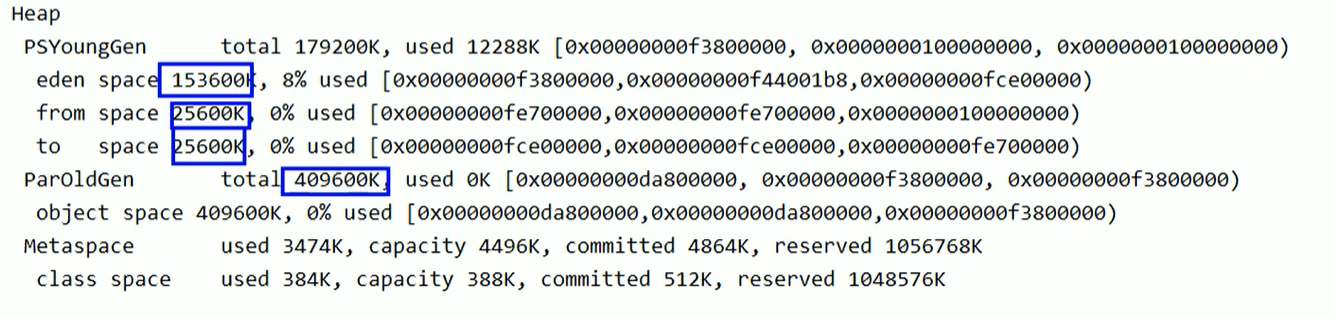 Heap
PSYoungGen total 179200K, used 12288K [0x00000000f3800000, 0x0000000100000000, 0x0000000100000000)
eden space 153600K, 8% used [0x00000000f3800000,0x00000000f44001b8,0x00000000fce00000)
from space 25600K, 0% used [0x00000000fe700000,0x00000000fe700000,0x0000000100000000)
to space 25600K, 0% used [0x00000000fce00000,0x00000000fce00000,0x00000000fe700000)
ParOldGen total 409600K, used 0K [0x00000000da800000, 0x00000000f3800000, 0x00000000f3800000)
object space 409600K, 0% used [0x00000000da800000,0x00000000da800000,0x00000000f3800000)
Metaspace used 3474K, capacity 4496K, committed 4864K, reserved 1056768K
class space used 384K, capacity 388K, committed 512K, reserved 1048576K